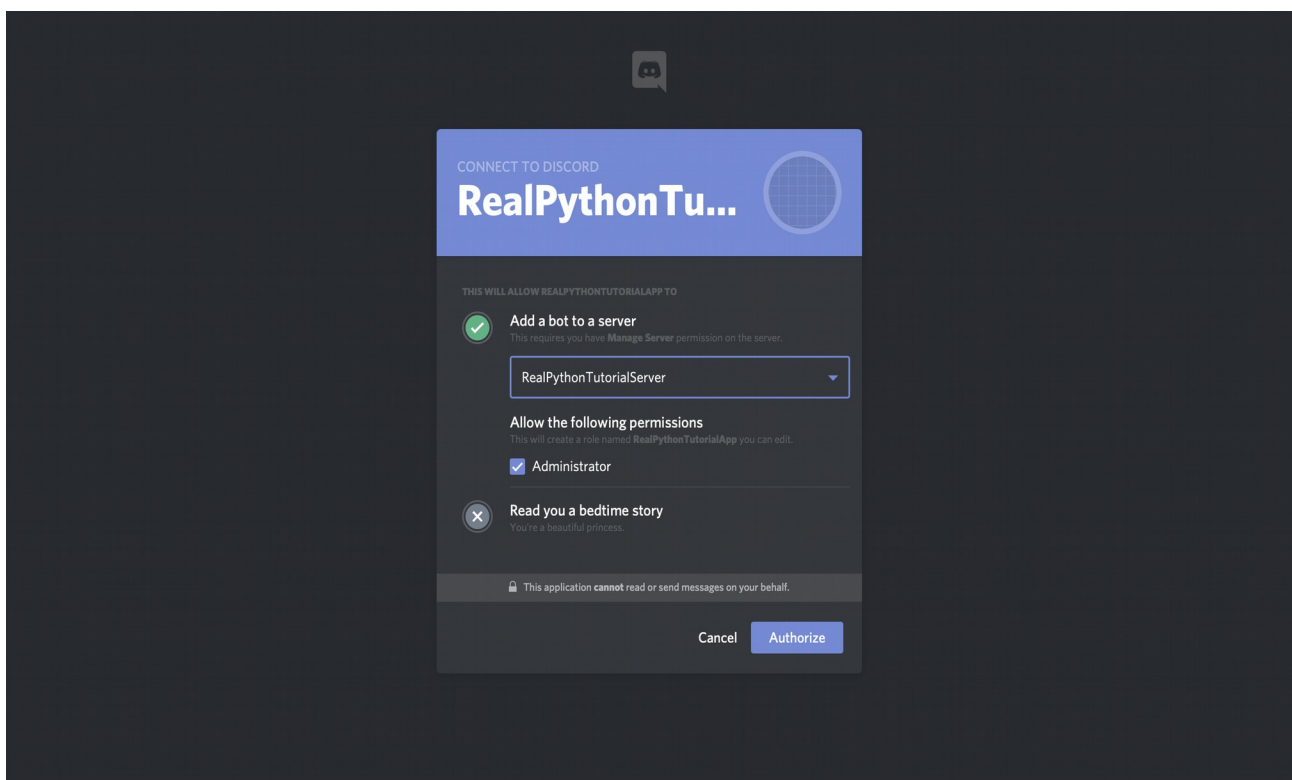 CONNECT TO DISCORD
RealPythonTu...
THIS WILL ALLOW REALPYTHONTUTORIALAPP TO
Add a bot to a server
This requires you have Manage Server permission on the server.
RealPythonTutorialServer
Allow the following permissions
This will create a role named RealPythonTutorialApp you can edit.
Administrator
Read you a bedtime story
You're a beautiful princess.
This application cannot read or send messages on your behalf.
Cancel Authorize